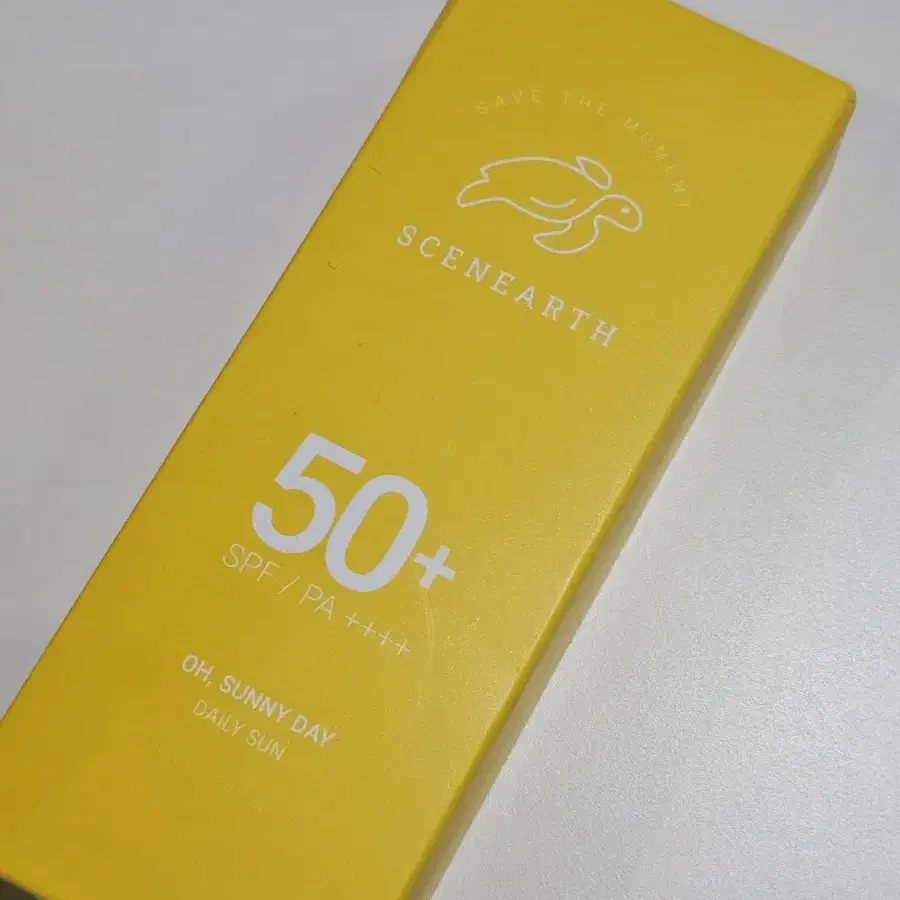 SAVE THE MOMENT
SCENEARTH
50+
SPF / PA ++++
OH, SUNNY DAY
DAILY SUN